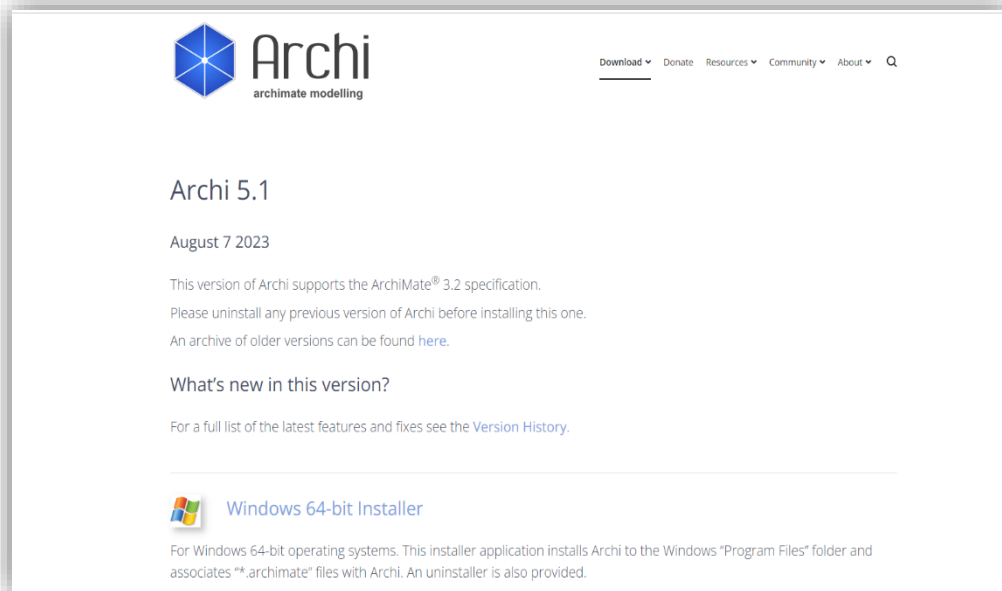 Archi
archimate modelling
Download Donate Resources Community About
Archi 5.1
August 7 2023
This version of Archi supports the ArchiMate® 3.2 specification.
Please uninstall any previous version of Archi before installing this one.
An archive of older versions can be found here.
What's new in this version?
For a full list of the latest features and fixes see the Version History.
Windows 64-bit Installer
For Windows 64-bit operating systems. This installer application installs Archi to the Windows “Program Files” folder and
associates “*.archimate” files with Archi. An uninstaller is also provided.